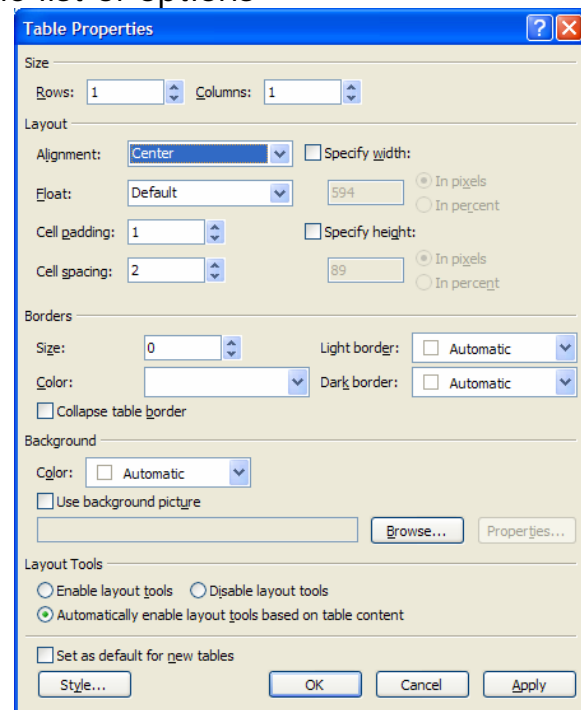 the list of options
Table Properties
Size
Rows: 1 Columns: 1
Layout
Alignment: Center Specify width:
Float: Default 594 In pixels
In percent
Cell padding: 1 Specify height:
Cell spacing: 2 89 In pixels
In percent
Borders
Size: 0 Light border: Automatic
Color: Dark border: Automatic
Collapse table border
Background
Color: Automatic
Use background picture
Browse... Properties...
Layout Tools
Enable layout tools Disable layout tools
Automatically enable layout tools based on table content
Set as default for new tables
Style... OK Cancel Apply